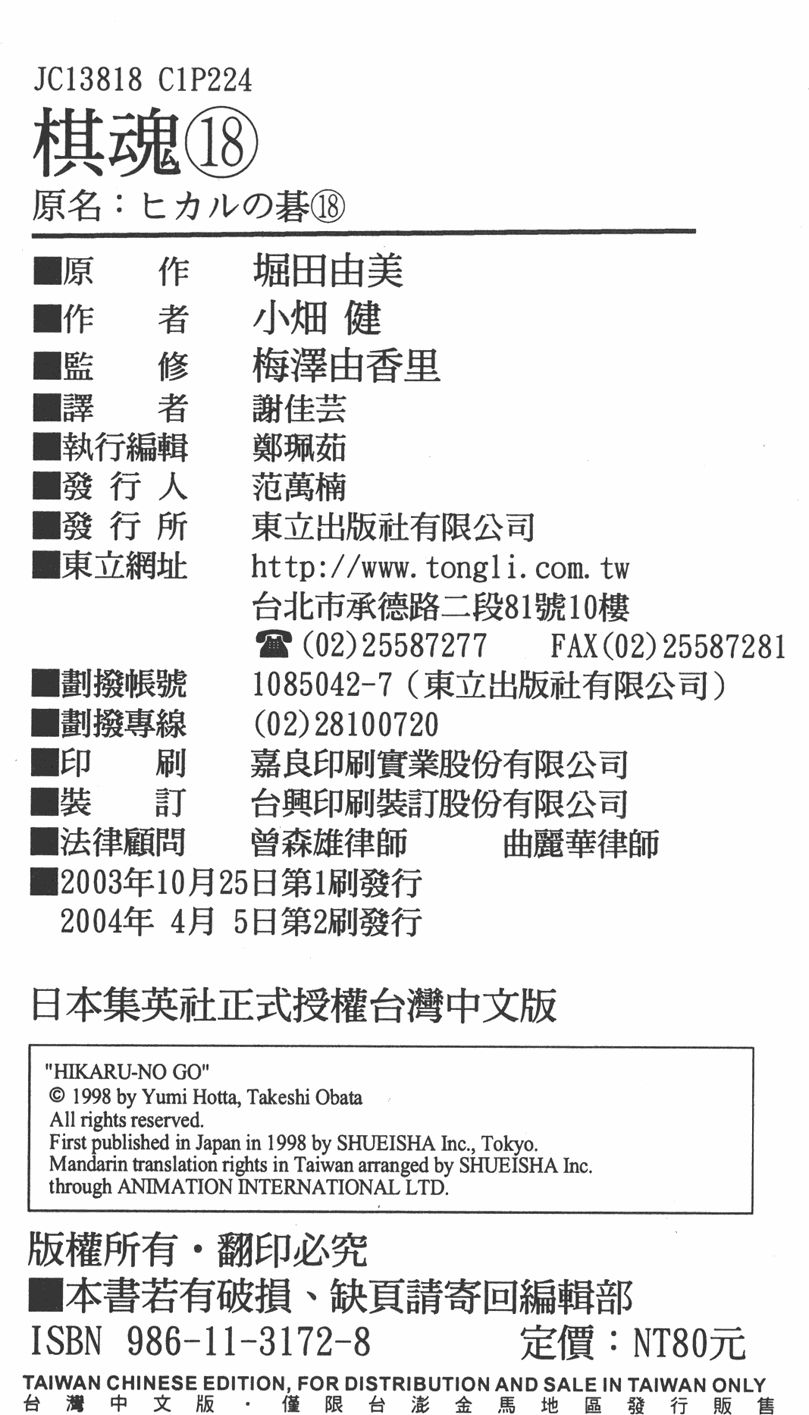 JC13818 C1P224
棋魂⑱
原名：ヒカルの碁⑱
■原　作　堀田由美
■作　者　小畑 健
■監　修　梅澤由香里
■譯　者　謝佳芸
■執行編輯　鄭珮茹
■發 行 人　范萬楠
■發 行 所　東立出版社有限公司
■東立網址　http://www.tongli.com.tw
台北市承德路二段81號10樓
☎(02)25587277　FAX(02)25587281
■劃撥帳號　1085042-7（東立出版社有限公司）
■劃撥專線　(02)28100720
■印　刷　嘉良印刷實業股份有限公司
■裝　訂　台興印刷裝訂股份有限公司
■法律顧問　曾森雄律師　曲麗華律師
■2003年10月25日第1刷發行
2004年 4月 5日第2刷發行
日本集英社正式授權台灣中文版
"HIKARU-NO GO"
© 1998 by Yumi Hotta, Takeshi Obata
All rights reserved.
First published in Japan in 1998 by SHUEISHA Inc., Tokyo.
Mandarin translation rights in Taiwan arranged by SHUEISHA Inc.
through ANIMATION INTERNATIONAL LTD.
版權所有・翻印必究
■本書若有破損、缺頁請寄回編輯部
ISBN 986-11-3172-8　定價：NT80元
TAIWAN CHINESE EDITION, FOR DISTRIBUTION AND SALE IN TAIWAN ONLY
台灣中文版・僅限台澎金馬地區發行販售